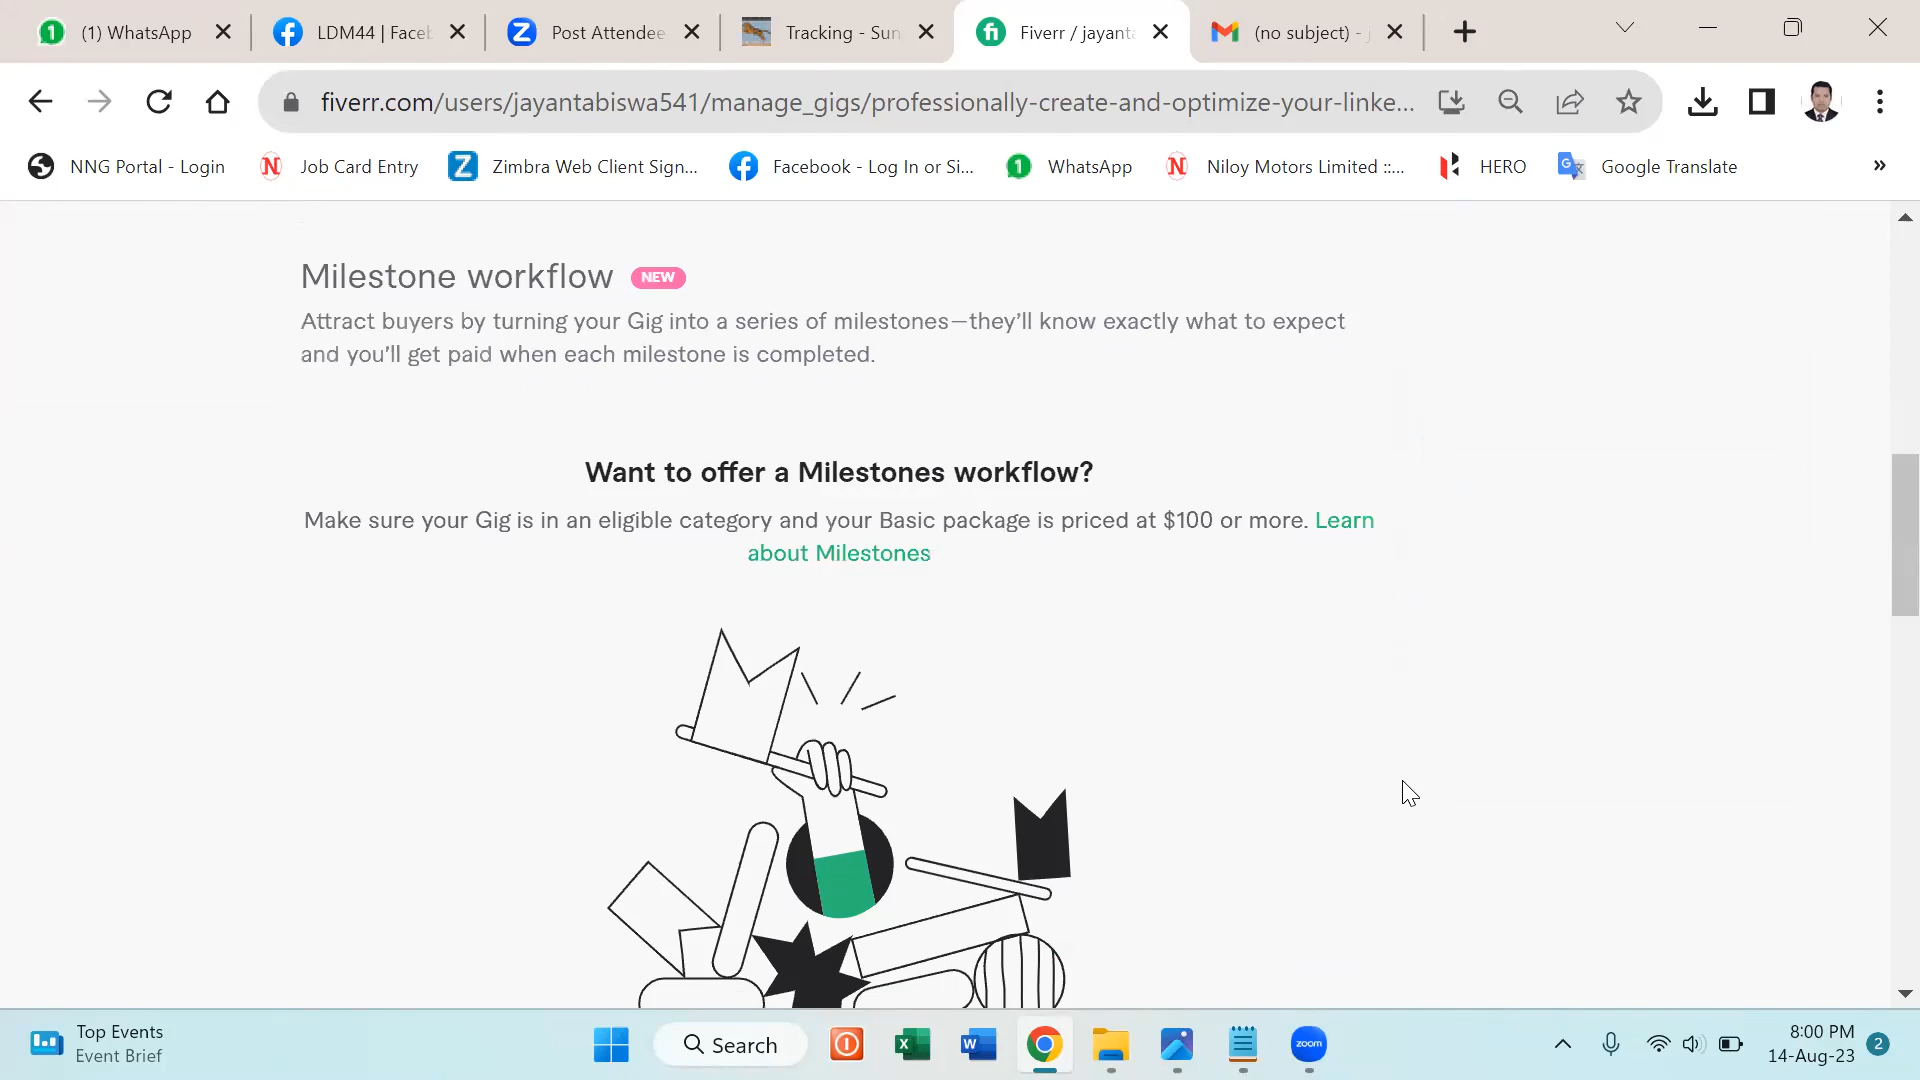 (1) WhatsApp
LDM44 | Faceb
Post Attendee
Tracking - Sun
Fiverr / jayanta
(no subject) - j
fiverr.com/users/jayantabiswa541/manage_gigs/professionally-create-and-optimize-your-linke...
NNG Portal - Login
Job Card Entry
Zimbra Web Client Sign...
Facebook - Log In or Si...
WhatsApp
Niloy Motors Limited ::...
HERO
Google Translate
»
Milestone workflow NEW
Attract buyers by turning your Gig into a series of milestones—they'll know exactly what to expect
and you'll get paid when each milestone is completed.
Want to offer a Milestones workflow?
Make sure your Gig is in an eligible category and your Basic package is priced at $100 or more. Learn
about Milestones
Top Events
Event Brief
Search
zoom
8:00 PM
14-Aug-23
2